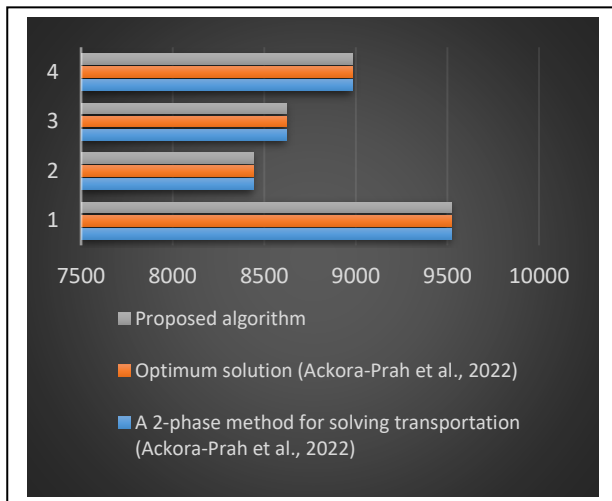 4
3
2
1
7500 8000 8500 9000 9500 10000
Proposed algorithm
Optimum solution (Ackora-Prah et al., 2022)
A 2-phase method for solving transportation
(Ackora-Prah et al., 2022)